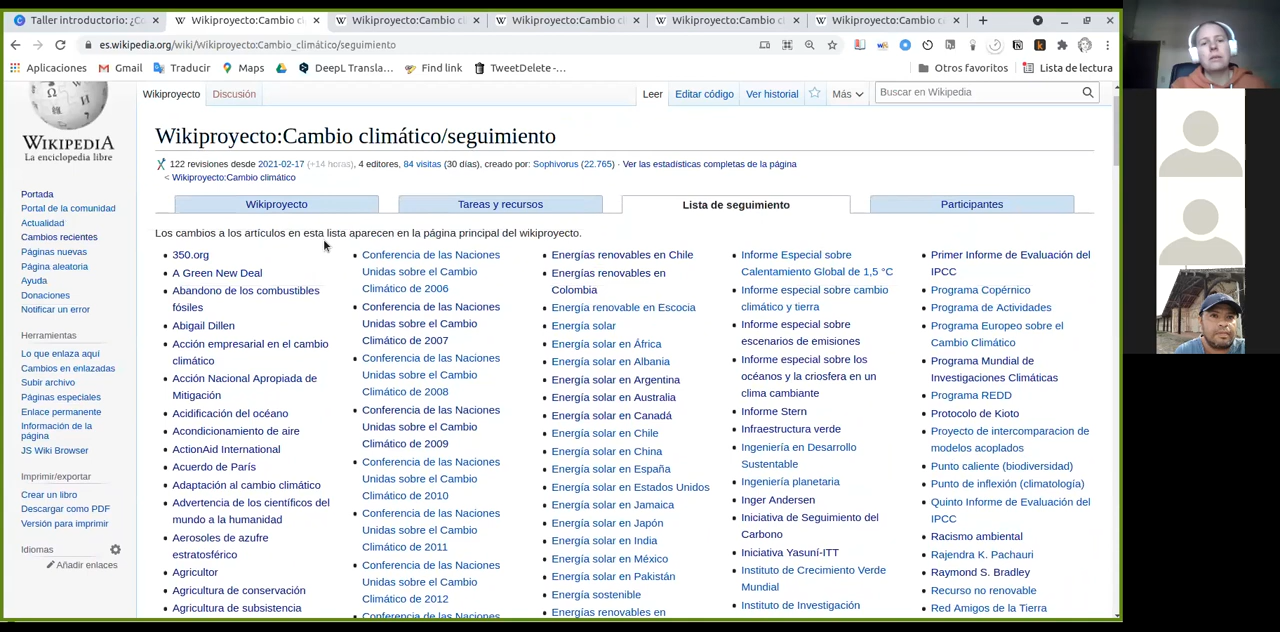 Taller introductorio: ¿Co
Wikiproyecto:Cambio cl
Wikiproyecto:Cambio cl
Wikiproyecto:Cambio cl
Wikiproyecto:Cambio cl
Wikiproyecto:Cambio cl
es.wikipedia.org/wiki/Wikiproyecto:Cambio_climático/seguimiento
Aplicaciones
Gmail
Traducir
Maps
DeepL Transla...
Find link
TweetDelete -...
Otros favoritos
Lista de lectura
WIKIPEDIA
La enciclopedia libre
Portada
Portal de la comunidad
Actualidad
Cambios recientes
Páginas nuevas
Página aleatoria
Ayuda
Donaciones
Notificar un error
Herramientas
Lo que enlaza aquí
Cambios en enlazadas
Subir archivo
Páginas especiales
Enlace permanente
Información de la
página
JS Wiki Browser
Imprimir/exportar
Crear un libro
Descargar como PDF
Versión para imprimir
Idiomas
Añadir enlaces
Wikiproyecto
Discusión
Leer
Editar código
Ver historial
Más
Buscar en Wikipedia
Wikiproyecto:Cambio climático/seguimiento
122 revisiones desde 2021-02-17 (+14 horas), 4 editores, 84 visitas (30 días), creado por: Sophivorus (22.765) · Ver las estadísticas completas de la página
< Wikiproyecto:Cambio climático
Wikiproyecto
Tareas y recursos
Lista de seguimiento
Participantes
Los cambios a los artículos en esta lista aparecen en la página principal del wikiproyecto.
350.org
A Green New Deal
Abandono de los combustibles
fósiles
Abigail Dillen
Acción empresarial en el cambio
climático
Acción Nacional Apropiada de
Mitigación
Acidificación del océano
Acondicionamiento de aire
ActionAid International
Acuerdo de París
Adaptación al cambio climático
Advertencia de los científicos del
mundo a la humanidad
Aerosoles de azufre
estratosférico
Agricultor
Agricultura de conservación
Agricultura de subsistencia
Conferencia de las Naciones
Unidas sobre el Cambio
Climático de 2006
Conferencia de las Naciones
Unidas sobre el Cambio
Climático de 2007
Conferencia de las Naciones
Unidas sobre el Cambio
Climático de 2008
Conferencia de las Naciones
Unidas sobre el Cambio
Climático de 2009
Conferencia de las Naciones
Unidas sobre el Cambio
Climático de 2010
Conferencia de las Naciones
Unidas sobre el Cambio
Climático de 2011
Conferencia de las Naciones
Unidas sobre el Cambio
Climático de 2012
Conferencia de las Naciones
Energías renovables en Chile
Energías renovables en
Colombia
Energía renovable en Escocia
Energía solar
Energía solar en África
Energía solar en Albania
Energía solar en Argentina
Energía solar en Australia
Energía solar en Canadá
Energía solar en Chile
Energía solar en China
Energía solar en España
Energía solar en Estados Unidos
Energía solar en Jamaica
Energía solar en Japón
Energía solar en India
Energía solar en México
Energía solar en Pakistán
Energía sostenible
Energías renovables en
Informe Especial sobre
Calentamiento Global de 1,5 °C
Informe especial sobre cambio
climático y tierra
Informe especial sobre
escenarios de emisiones
Informe especial sobre los
océanos y la criosfera en un
clima cambiante
Informe Stern
Infraestructura verde
Ingeniería en Desarrollo
Sustentable
Ingeniería planetaria
Inger Andersen
Iniciativa de Seguimiento del
Carbono
Iniciativa Yasuní-ITT
Instituto de Crecimiento Verde
Mundial
Instituto de Investigación
Primer Informe de Evaluación del
IPCC
Programa Copérnico
Programa de Actividades
Programa Europeo sobre el
Cambio Climático
Programa Mundial de
Investigaciones Climáticas
Programa REDD
Protocolo de Kioto
Proyecto de intercomparacion de
modelos acoplados
Punto caliente (biodiversidad)
Punto de inflexión (climatología)
Quinto Informe de Evaluación del
IPCC
Racismo ambiental
Rajendra K. Pachauri
Raymond S. Bradley
Recurso no renovable
Red Amigos de la Tierra